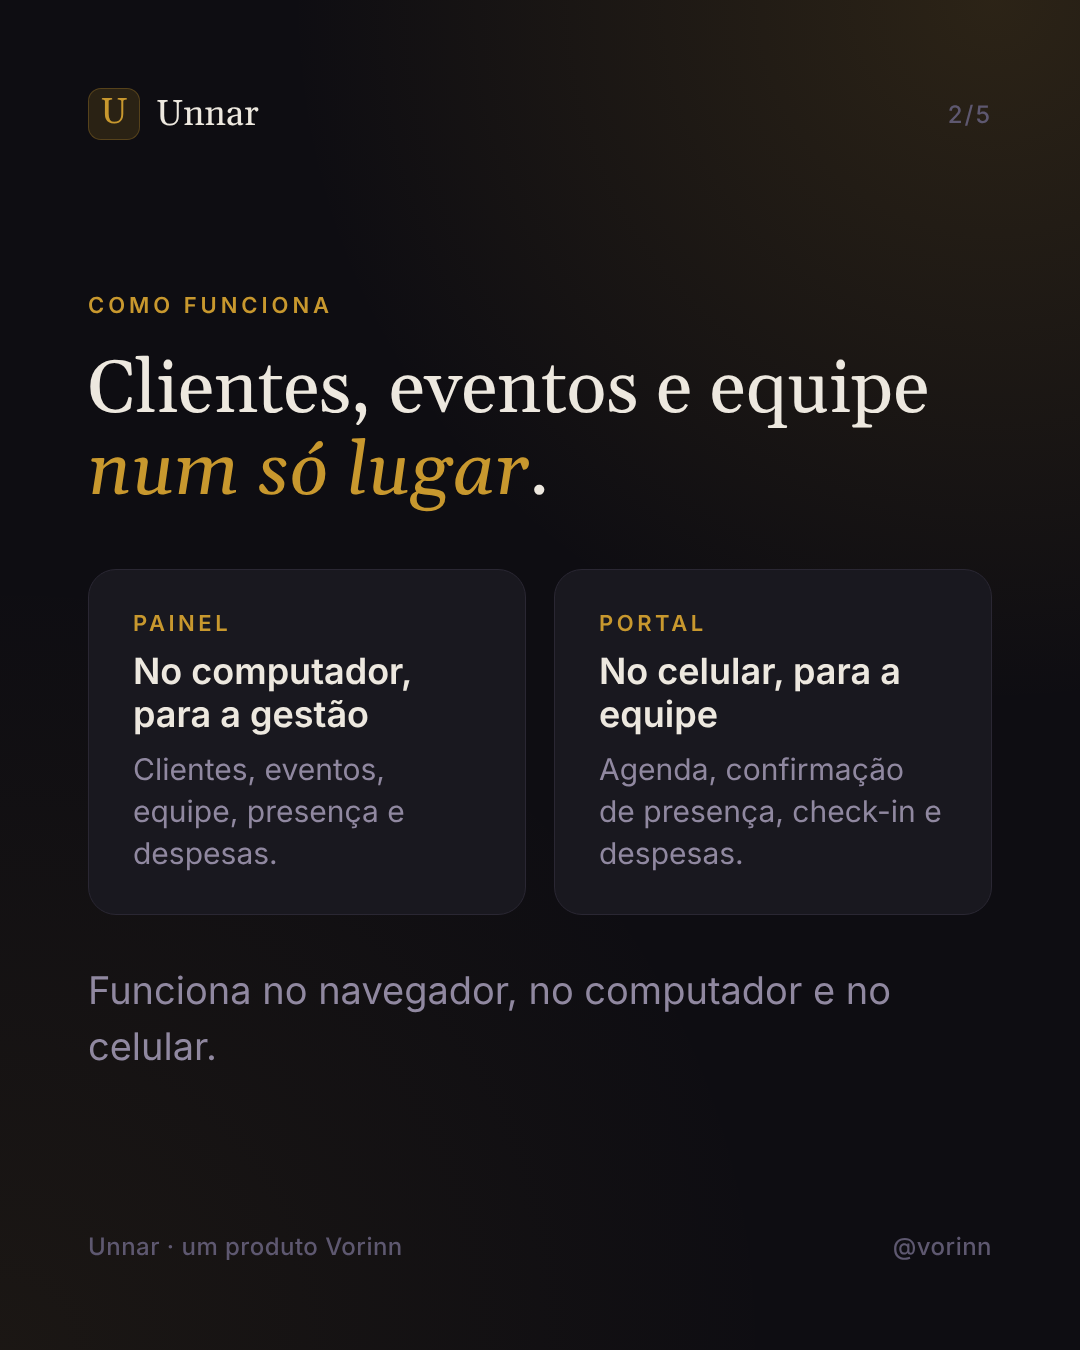 U Unnar
2/5
COMO FUNCIONA
Clientes, eventos e equipe
num só lugar.
PAINEL
No computador,
para a gestão
Clientes, eventos,
equipe, presença e
despesas.
PORTAL
No celular, para a
equipe
Agenda, confirmação
de presença, check-in e
despesas.
Funciona no navegador, no computador e no
celular.
Unnar · um produto Vorinn
@vorinn